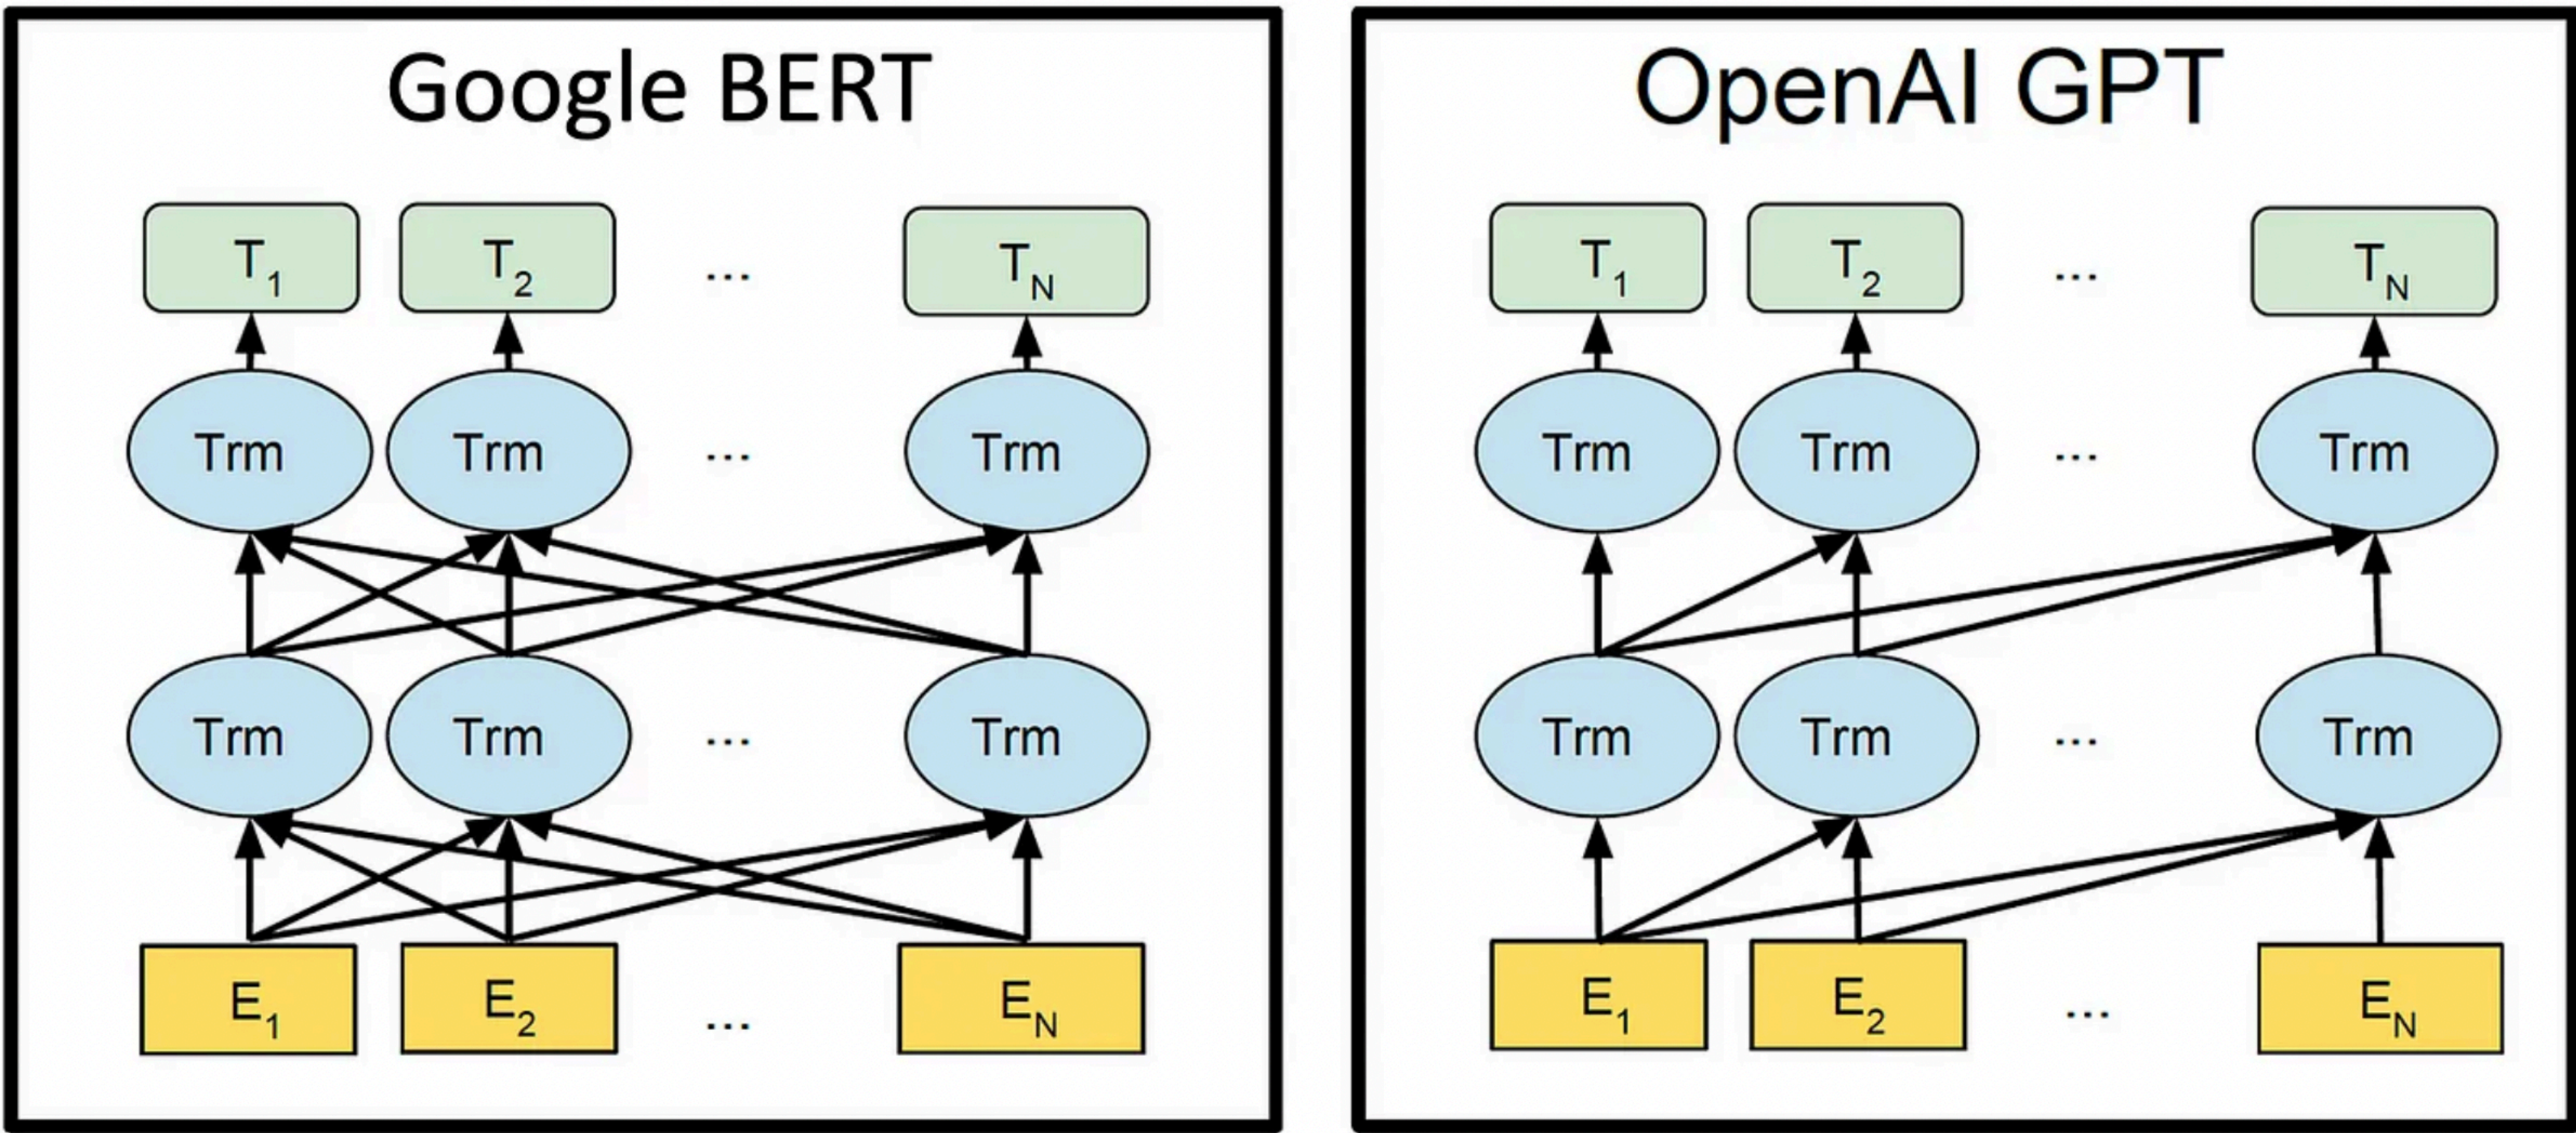 Google BERT
T1 T2 ... TN
Trm Trm ... Trm
Trm Trm ... Trm
E1 E2 ... EN
OpenAI GPT
T1 T2 ... TN
Trm Trm ... Trm
Trm Trm ... Trm
E1 E2 ... EN